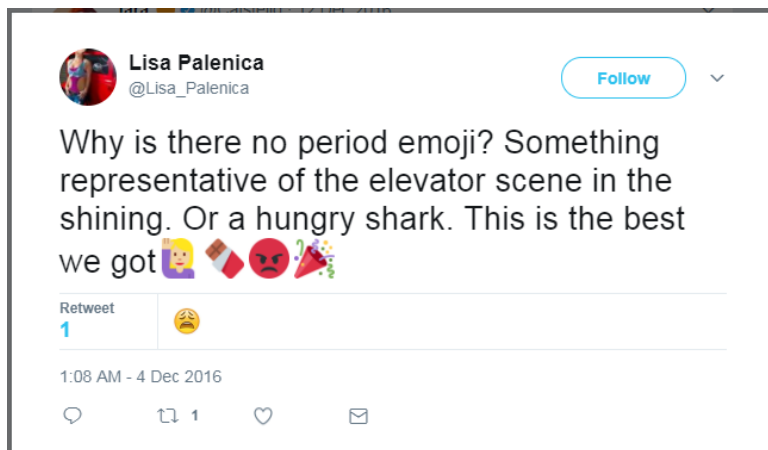 Lisa Palenica
@Lisa_Palenica
Follow
Why is there no period emoji? Something
representative of the elevator scene in the
shining. Or a hungry shark. This is the best
we got🙋🏼🍫😡🎉
Retweet
1
1:08 AM - 4 Dec 2016
1